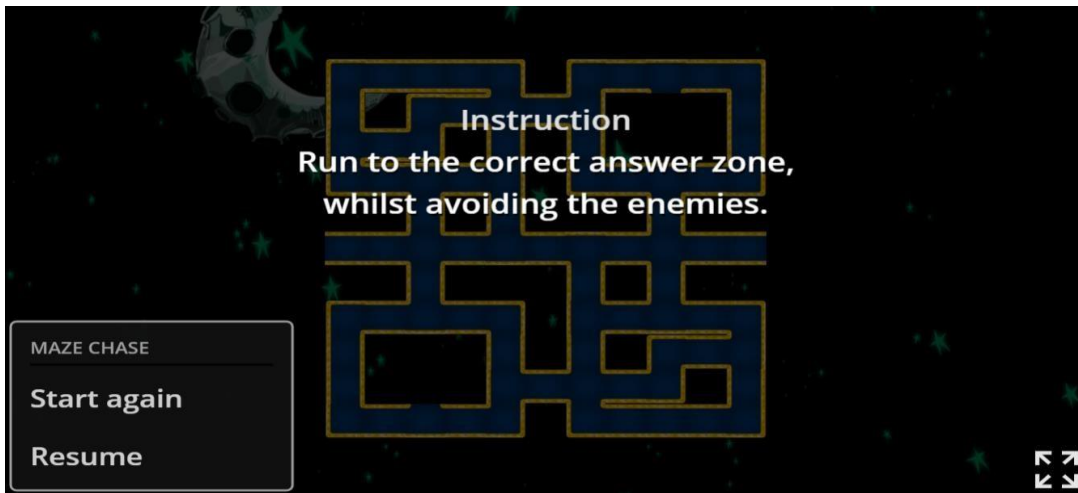 Instruction
Run to the correct answer zone,
whilst avoiding the enemies.
MAZE CHASE
Start again
Resume